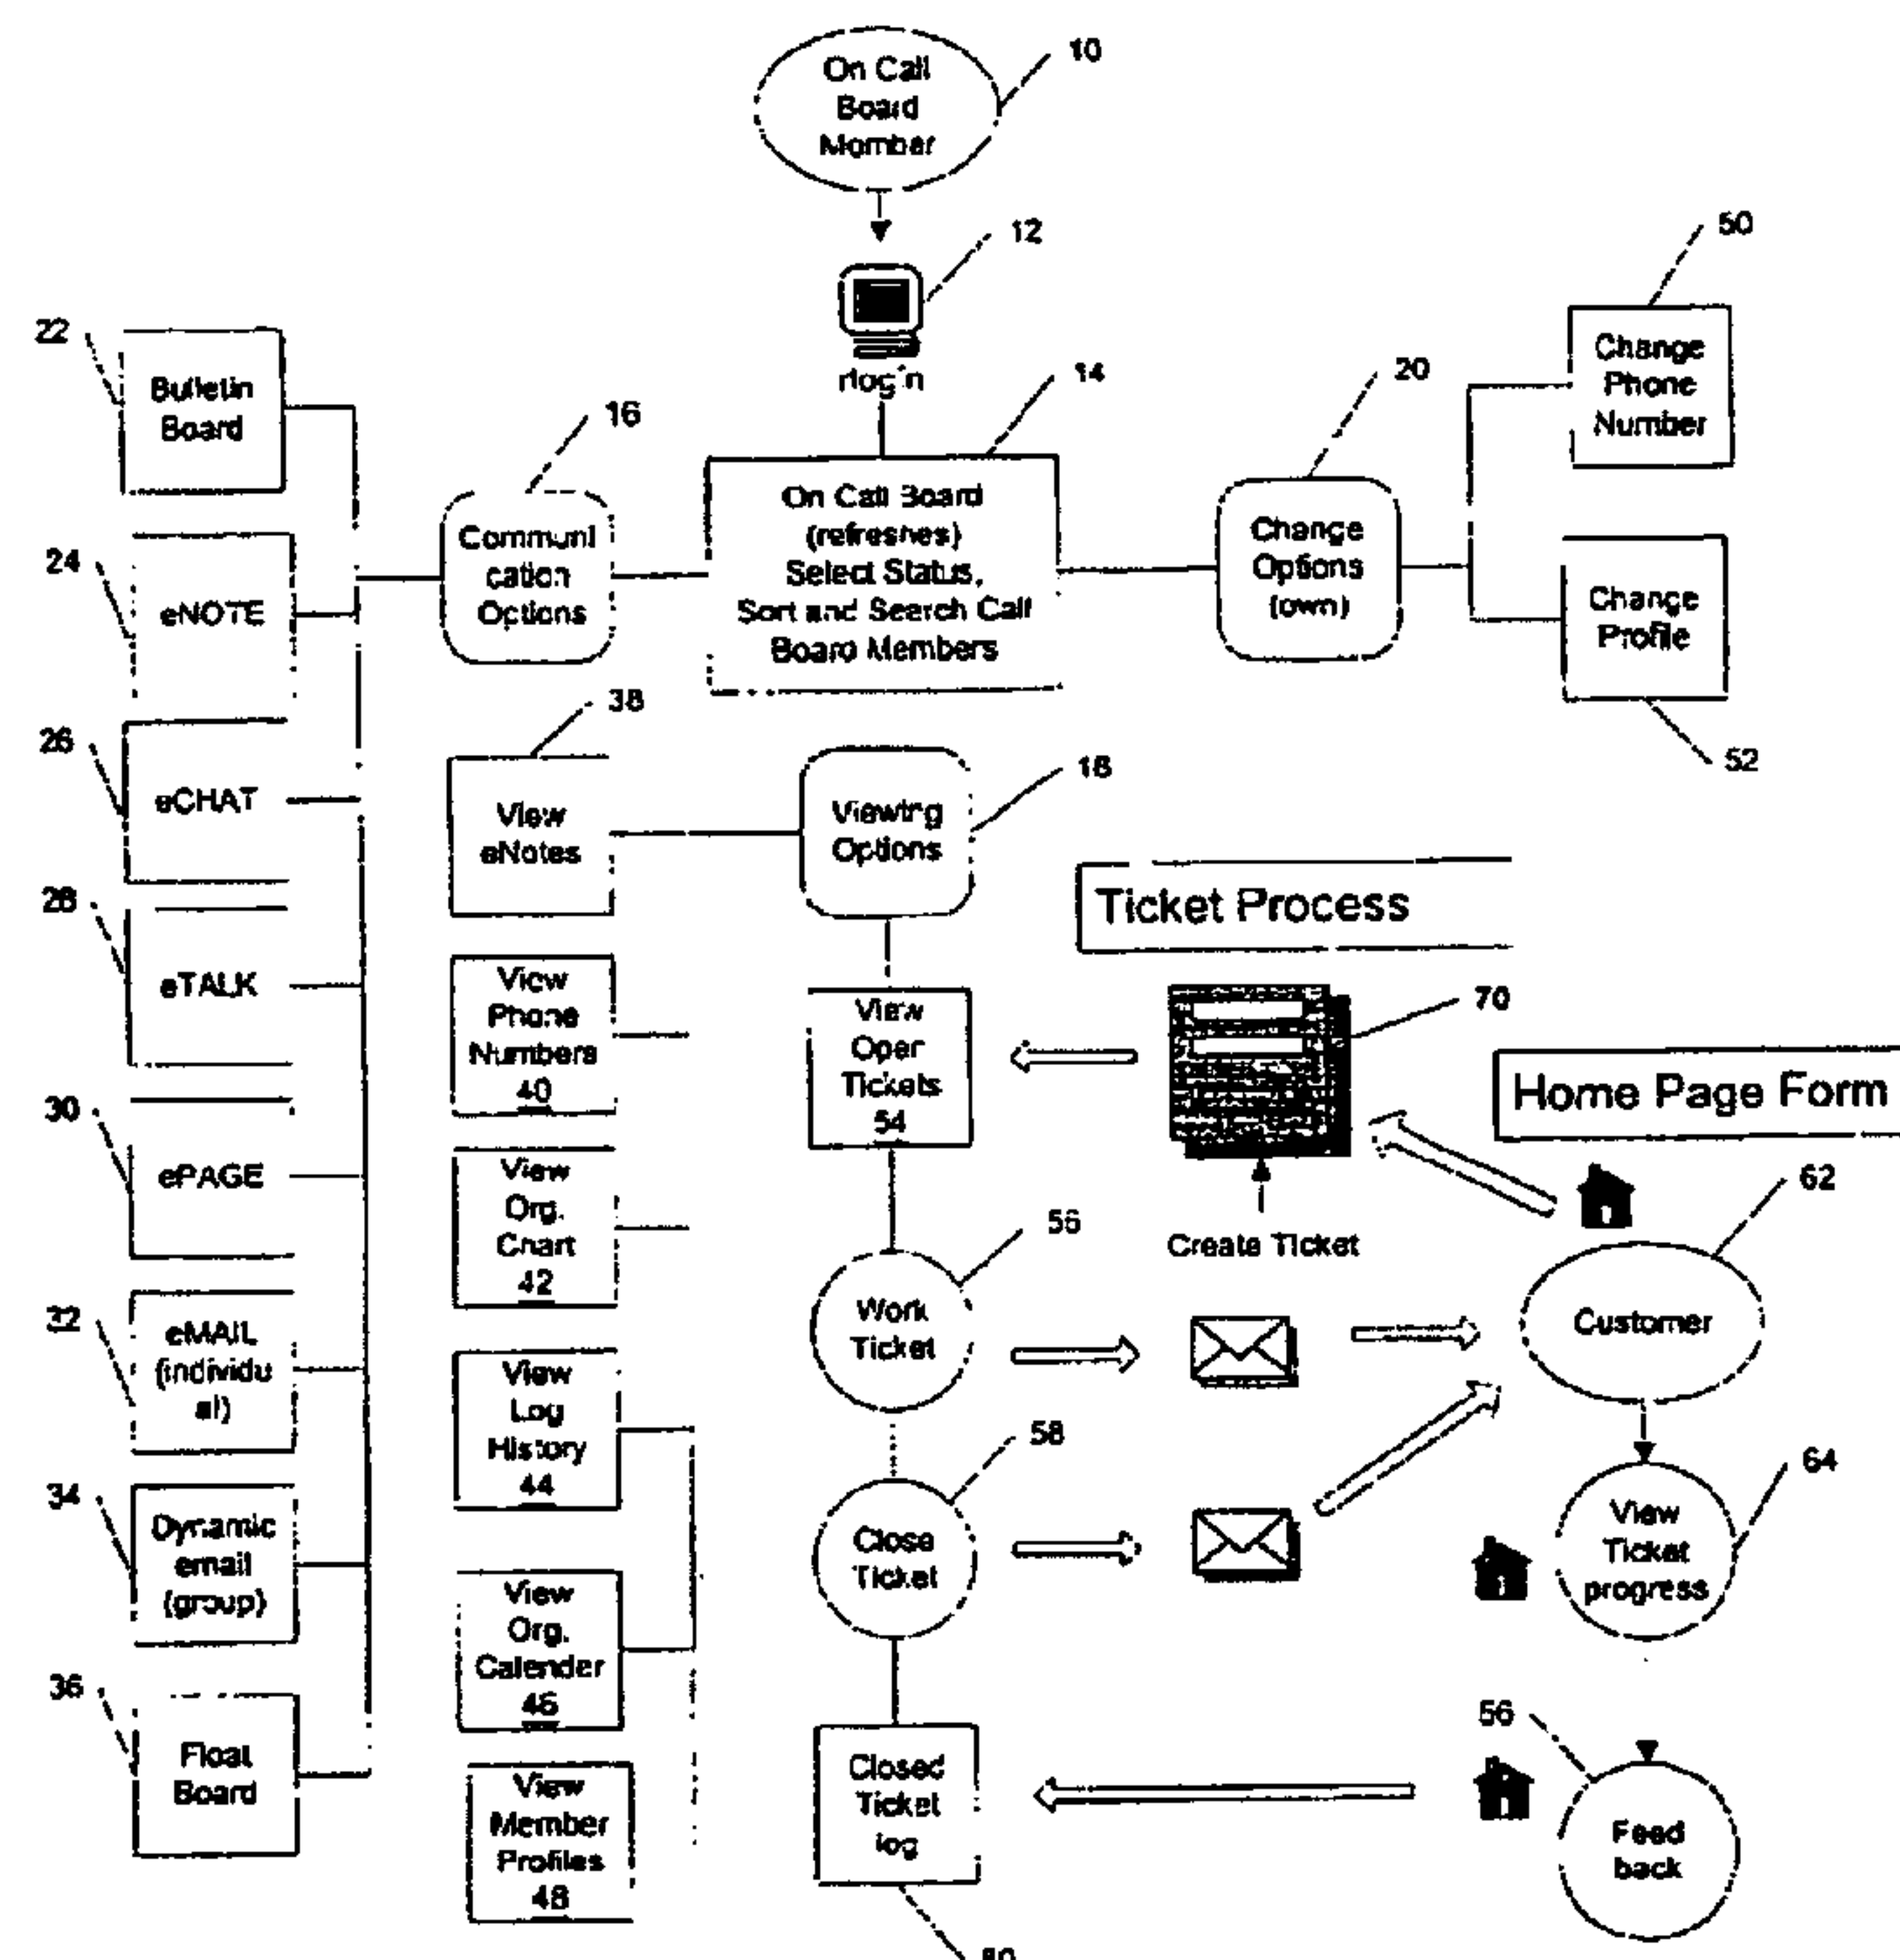 On Call
Board
Member
10
12
rlogin
14
On Call Board
(refreshes)
Select Status,
Sort and Search Call
Board Members
16
Communi
cation
Options
20
Change
Options
(own)
50
Change
Phone
Number
Change
Profile
52
22
Bulletin
Board
24
eNOTE
26
eCHAT
28
eTALK
30
ePAGE
32
eMAIL
(individu
al)
34
Dynamic
email
(group)
36
Float
Board
38
View
eNotes
View
Phone
Numbers
40
View
Org.
Chart
42
View
Log
History
44
View
Org.
Calender
46
View
Member
Profiles
48
18
Viewing
Options
View
Open
Tickets
54
56
Work
Ticket
58
Close
Ticket
Closed
Ticket
log
Ticket Process
70
Create Ticket
Home Page Form
62
Customer
64
View
Ticket
progress
56
Feed
back